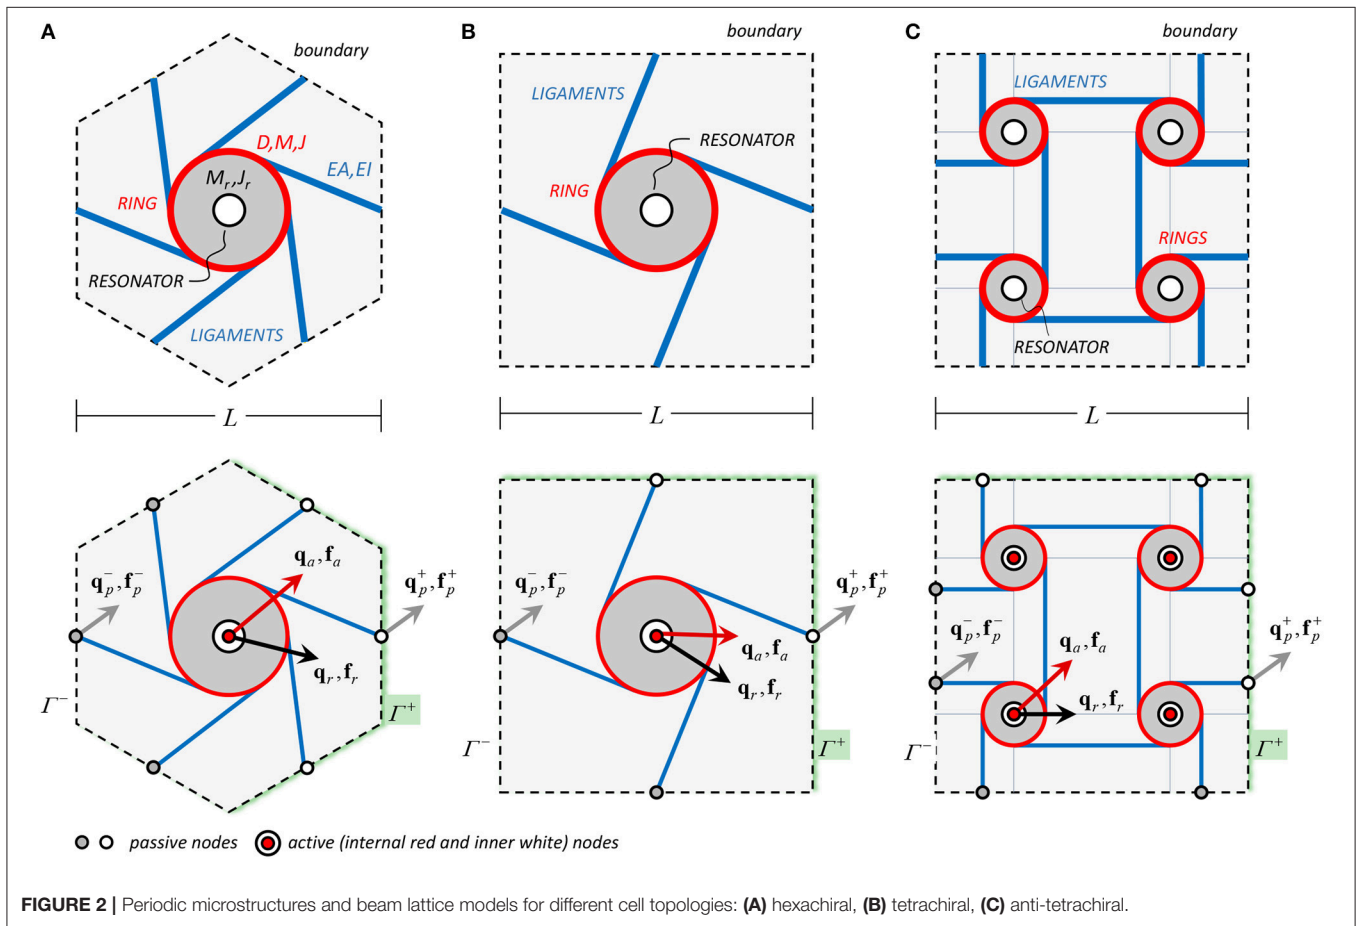 A
boundary
D,M,J
EA,EI
Mr,Jr
RING
RESONATOR
LIGAMENTS
L
B
boundary
LIGAMENTS
RESONATOR
RING
L
C
boundary
LIGAMENTS
RINGS
RESONATOR
L
q_p^-, f_p^-
q_a, f_a
q_p^+, f_p^+
q_r, f_r
Γ^-
Γ^+
q_p^-, f_p^-
q_p^+, f_p^+
q_a, f_a
q_r, f_r
Γ^-
Γ^+
q_p^-, f_p^-
q_a, f_a
q_p^+, f_p^+
q_r, f_r
Γ^-
Γ^+
passive nodes
active (internal red and inner white) nodes
FIGURE 2 | Periodic microstructures and beam lattice models for different cell topologies: (A) hexachiral, (B) tetrachiral, (C) anti-tetrachiral.